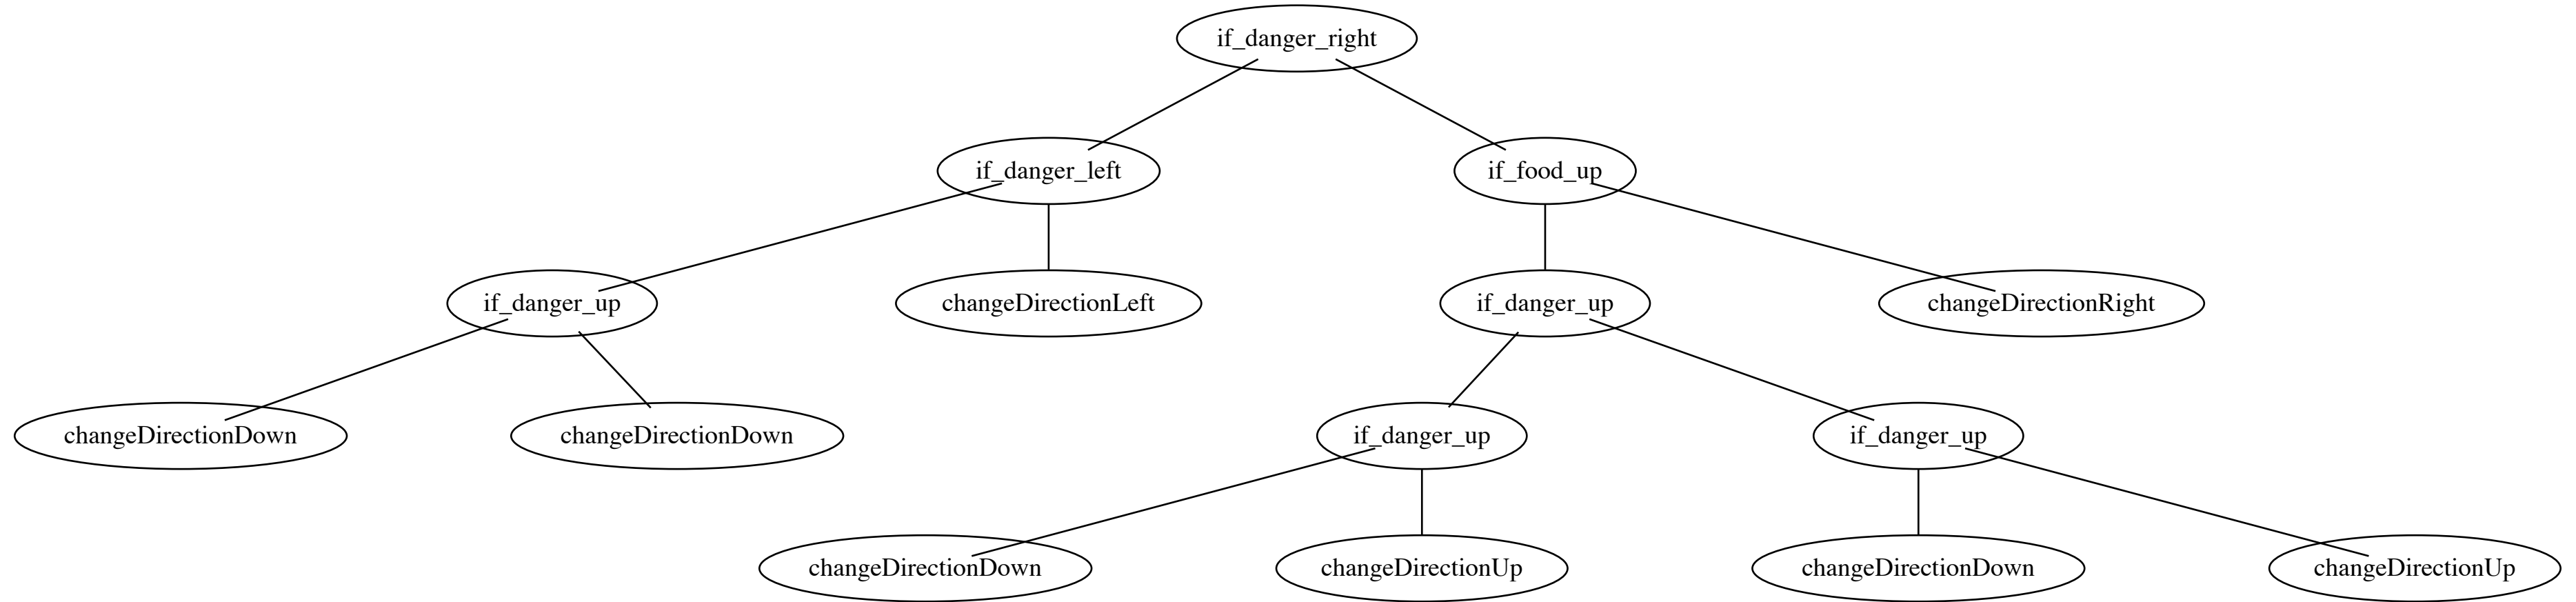 if_danger_right
if_danger_left
if_food_up
if_danger_up
changeDirectionLeft
if_danger_up
changeDirectionRight
changeDirectionDown
changeDirectionDown
if_danger_up
if_danger_up
changeDirectionDown
changeDirectionUp
changeDirectionDown
changeDirectionUp